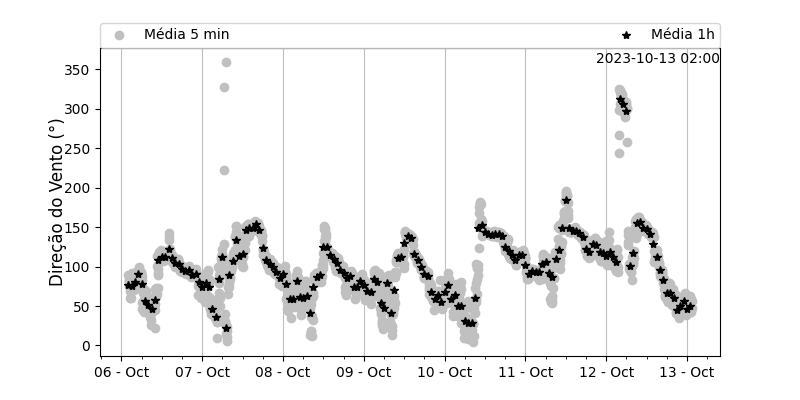 Média 5 min
Média 1h
2023-10-13 02:00
Direção do Vento (°)
350
300
250
200
150
100
50
0
06 - Oct
07 - Oct
08 - Oct
09 - Oct
10 - Oct
11 - Oct
12 - Oct
13 - Oct